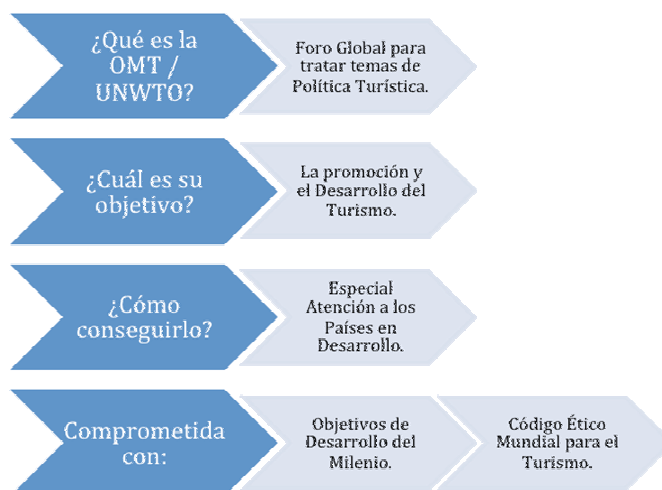 ¿Qué es la
OMT /
UNWTO?
Foro Global para
tratar temas de
Política Turística.
¿Cuál es su
objetivo?
La promoción y
el Desarrollo del
Turismo.
¿Cómo
conseguirlo?
Especial
Atención a los
Países en
Desarrollo.
Comprometida
con:
Objetivos de
Desarrollo del
Milenio.
Código Ético
Mundial para el
Turismo.